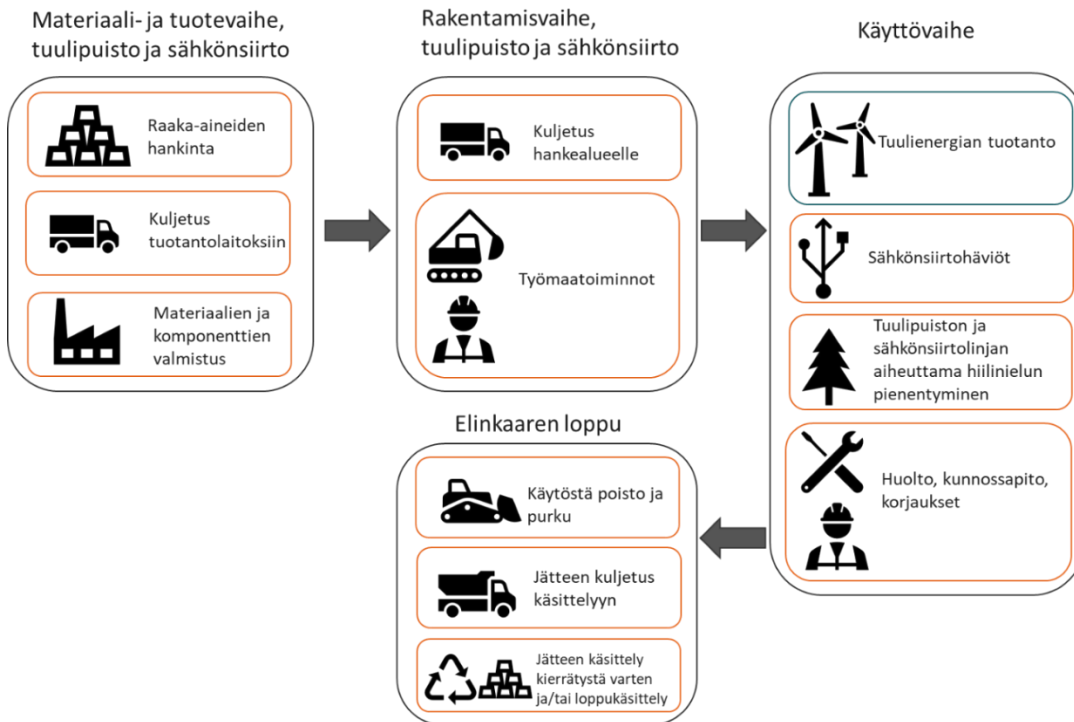 Materiaali- ja tuotevaihe,
tuulipuisto ja sähkönsiirto
Raaka-aineiden
hankinta
Kuljetus
tuotantolaitoksiin
Materiaalien ja
komponenttien
valmistus
Rakentamisvaihe,
tuulipuisto ja sähkönsiirto
Kuljetus
hankealueelle
Työmaatoiminnot
Käyttövaihe
Tuulienergian tuotanto
Sähkönsiirtohäviöt
Tuulipuiston ja
sähkönsiirtolinjan
aiheuttama hiilinielun
pienentyminen
Huolto, kunnossapito,
korjaukset
Elinkaaren loppu
Käytöstä poisto ja
purku
Jätteen kuljetus
käsittelyyn
Jätteen käsittely
kierrätystä varten
ja/tai loppukäsittely